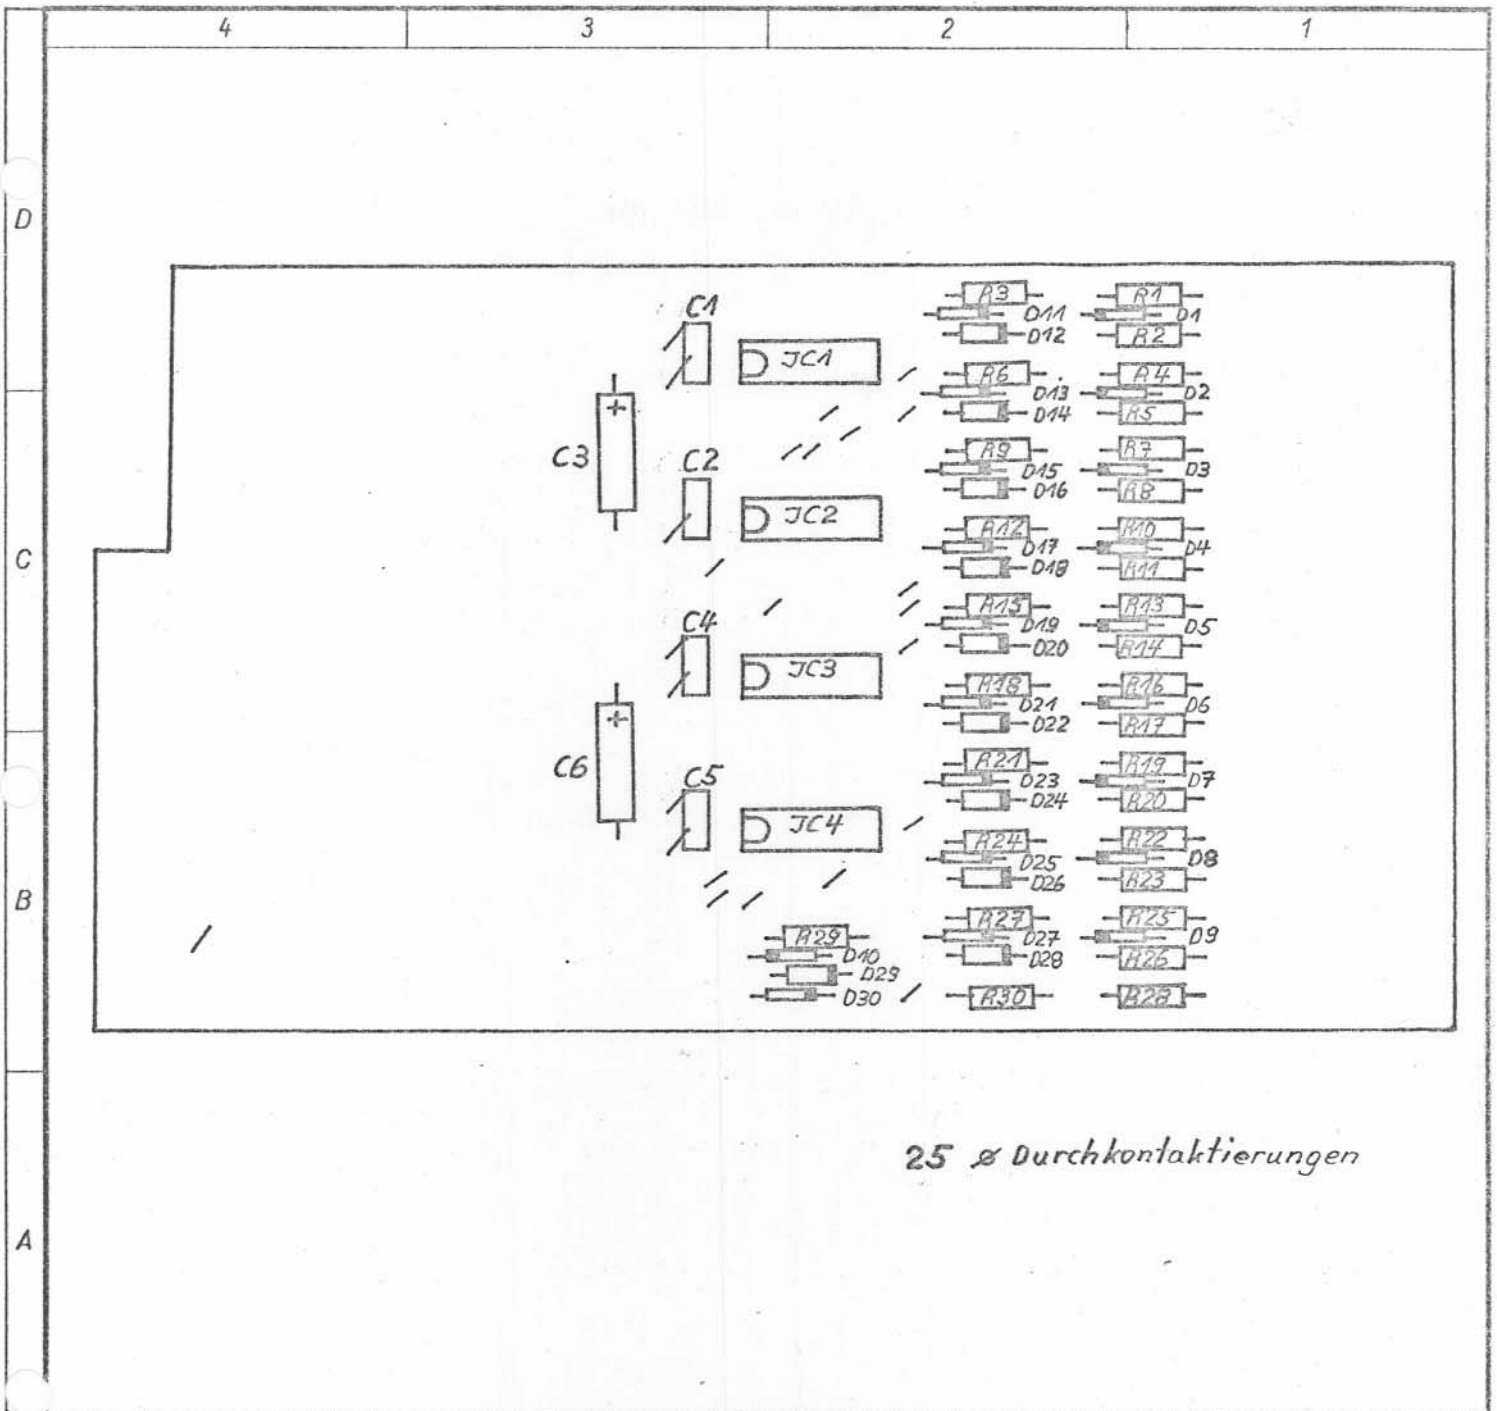 4 3 2 1
D
C
B
A
C1
C3
C2
C4
C6
C5
JC1
JC2
JC3
JC4
R3
D11
D12
R1
D1
R2
R6
D13
D14
R4
D2
R5
R9
D15
D16
R7
D3
R8
R12
D17
D18
R10
D4
R11
R15
D19
D20
R13
D5
R14
R18
D21
D22
R16
D6
R17
R21
D23
D24
R19
D7
R20
R24
D25
D26
R22
D8
R23
R27
D27
D28
R25
D9
R26
R29
D10
D29
D30
R30
R28
25 ø Durchkontaktierungen